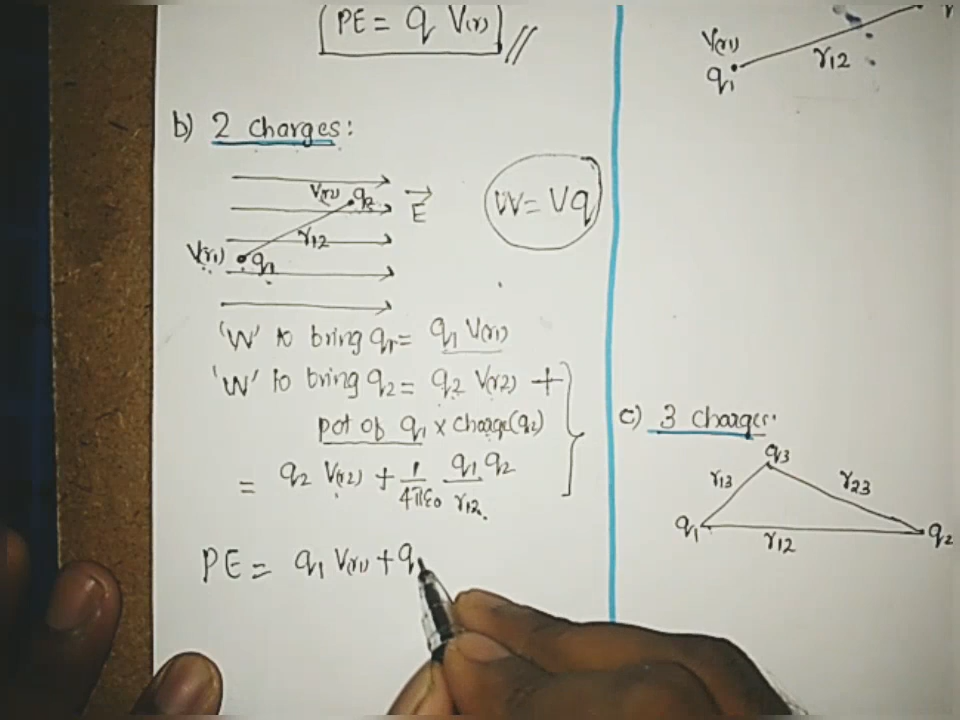 PE = q V(r)
b) 2 charges:
V(r2) q2
E
r12
V(r1) q1
W = Vq
'W' to bring q1 = q1 V(r1)
'W' to bring q2 = q2 V(r2) +
pot of q1 x charge(q2)
= q2 V(r2) + 1/4πε0 q1 q2/r12
PE = q1 V(r1) + q
V(r1)
q1
r12
c) 3 charges:
q3
r13
r23
q1
r12
q2